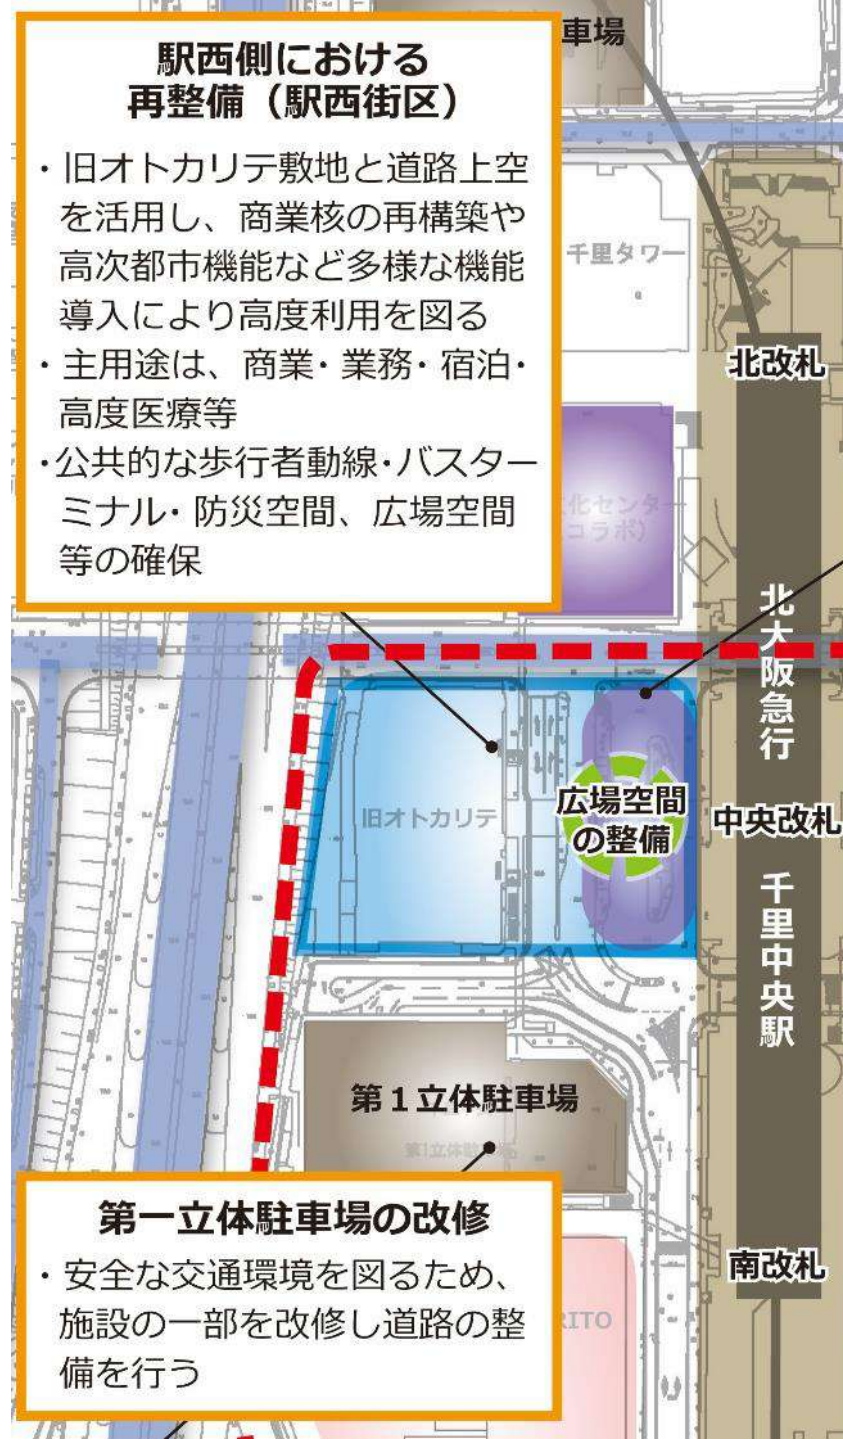 車場
駅西側における
再整備（駅西街区）
・旧オトカリテ敷地と道路上空
を活用し、商業核の再構築や
高次都市機能など多様な機能
導入により高度利用を図る
・主用途は、商業・業務・宿泊・
高度医療等
・公共的な歩行者動線・バスター
ミナル・防災空間、広場空間
等の確保
千里タワー
北改札
化センター
コラボ）
北大阪急行
千里中央駅
旧オトカリテ
広場空間
の整備
中央改札
第１立体駐車場
第1立体駐車場
南改札
RITO
第一立体駐車場の改修
・安全な交通環境を図るため、
施設の一部を改修し道路の整
備を行う